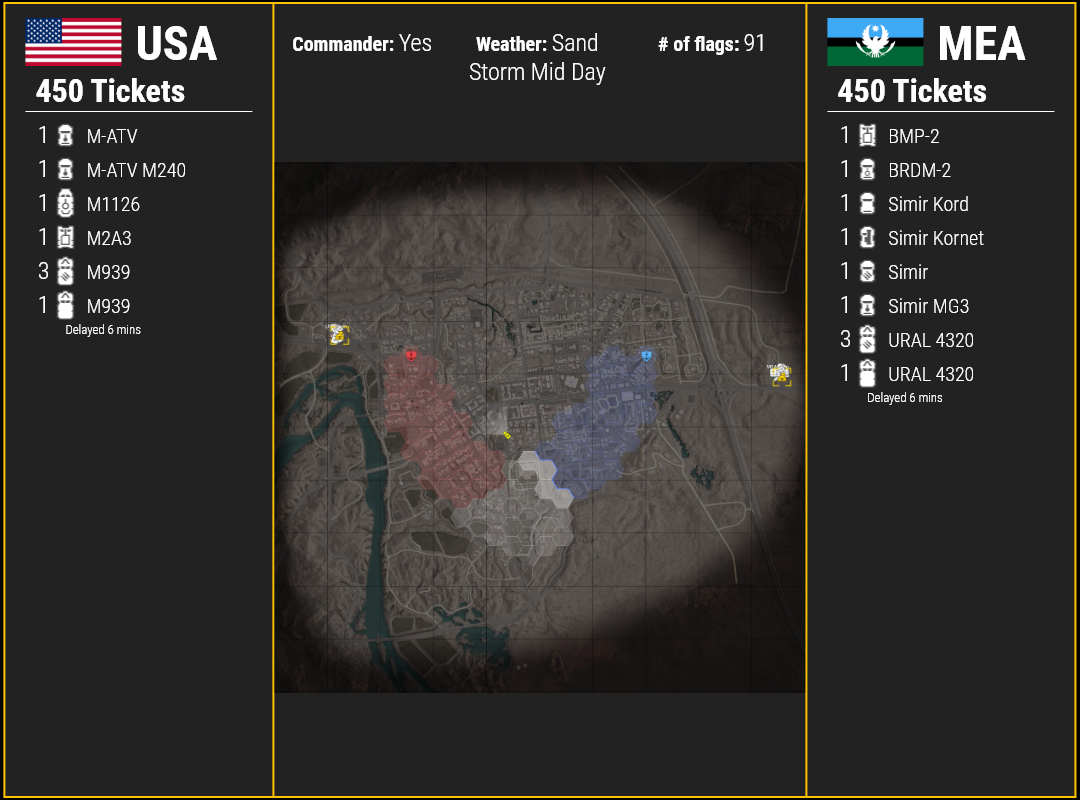 USA
450 Tickets
1 M-ATV
1 M-ATV M240
1 M1126
1 M2A3
3 M939
1 M939
Delayed 6 mins
Commander: Yes
Weather: Sand
Storm Mid Day
# of flags: 91
MEA
450 Tickets
1 BMP-2
1 BRDM-2
1 Simir Kord
1 Simir Kornet
1 Simir
1 Simir MG3
3 URAL 4320
1 URAL 4320
Delayed 6 mins